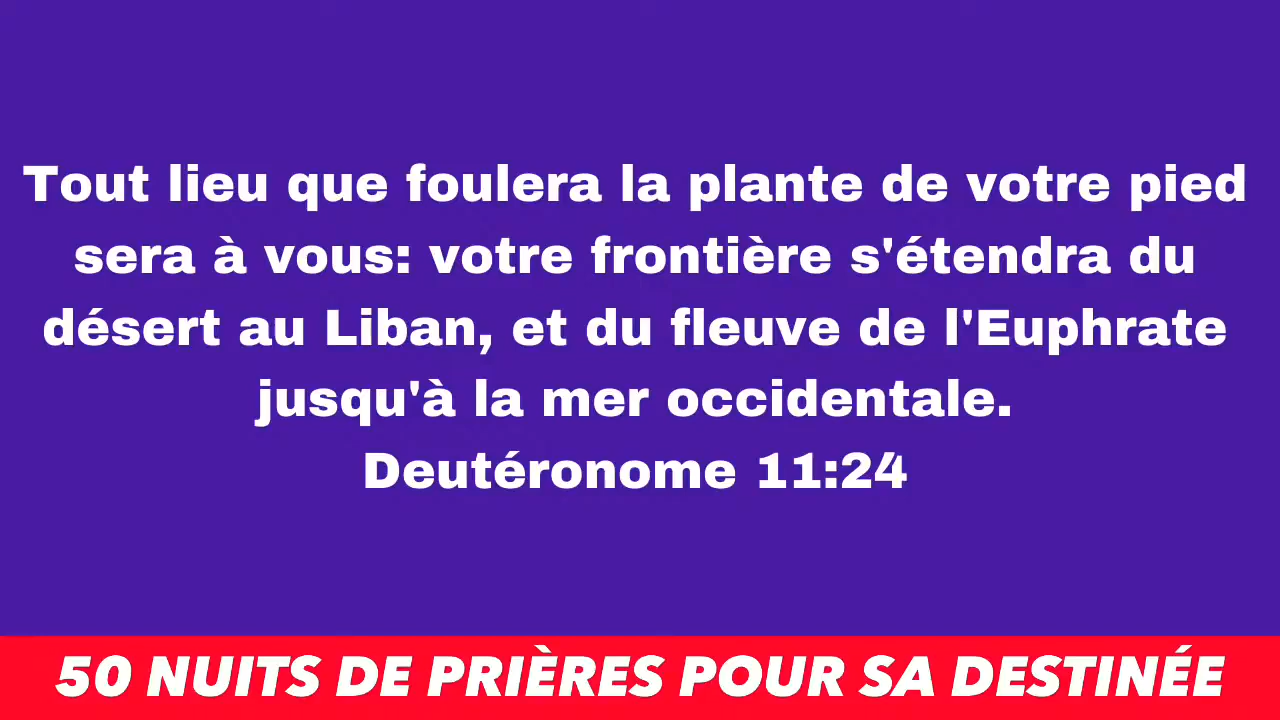 Tout lieu que foulera la plante de votre pied
sera à vous: votre frontière s'étendra du
désert au Liban, et du fleuve de l'Euphrate
jusqu'à la mer occidentale.
Deutéronome 11:24
50 NUITS DE PRIÈRES POUR SA DESTINÉE